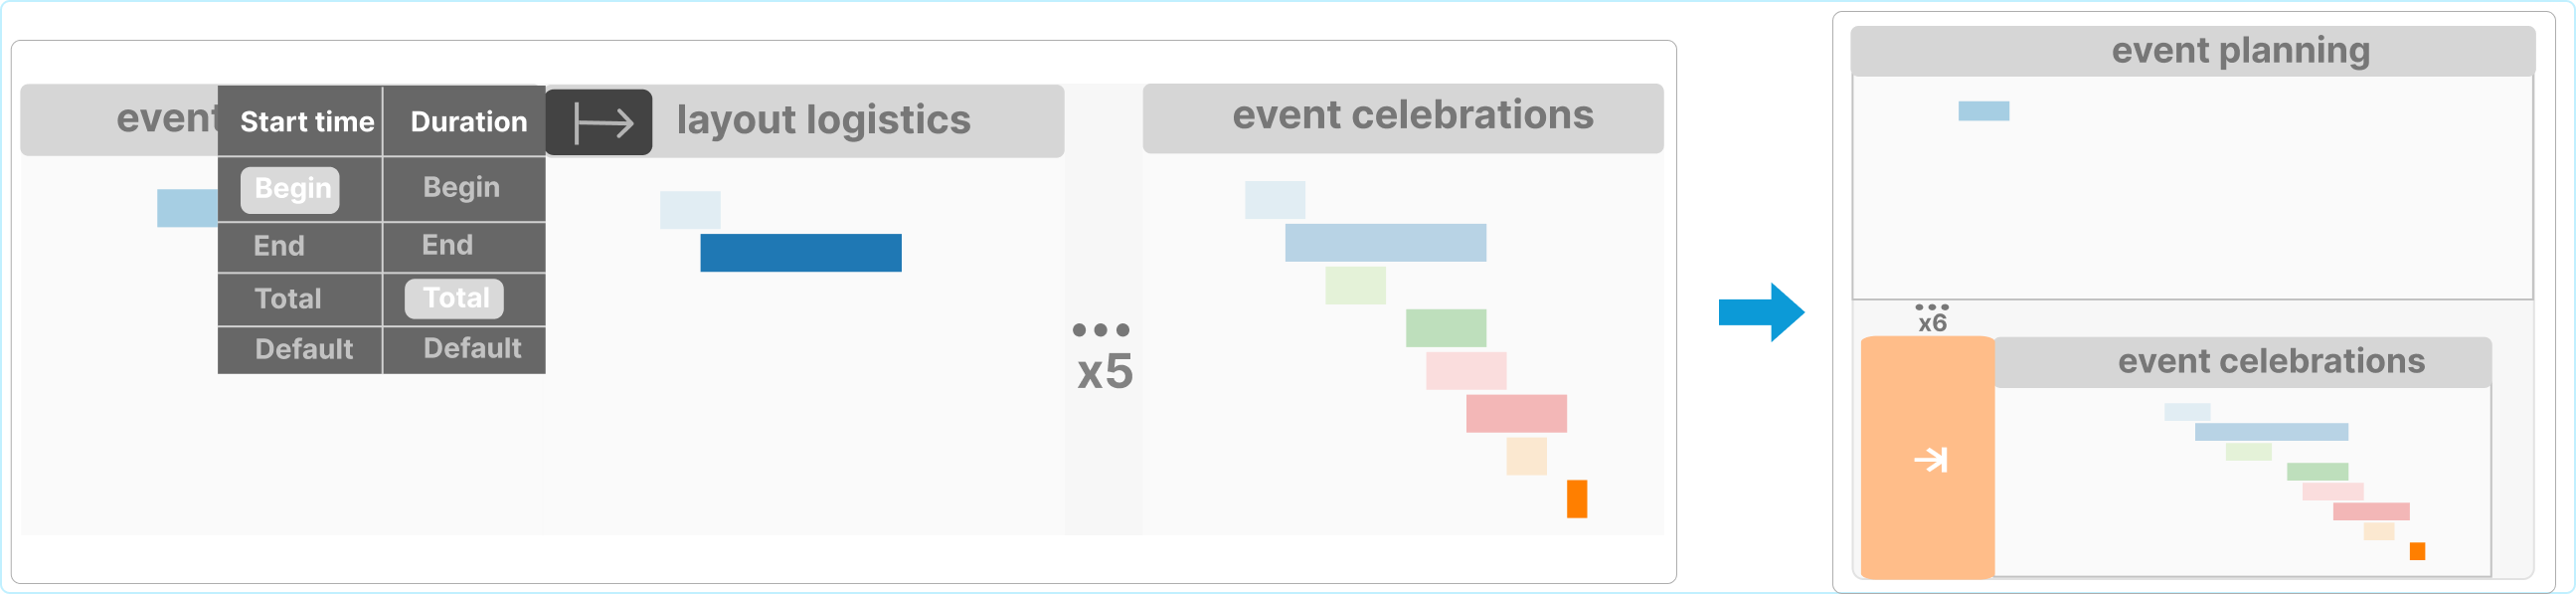 event
Start time
Duration
layout logistics
event celebrations
Begin
Begin
End
End
Total
Total
Default
Default
x5
event planning
x6
event celebrations